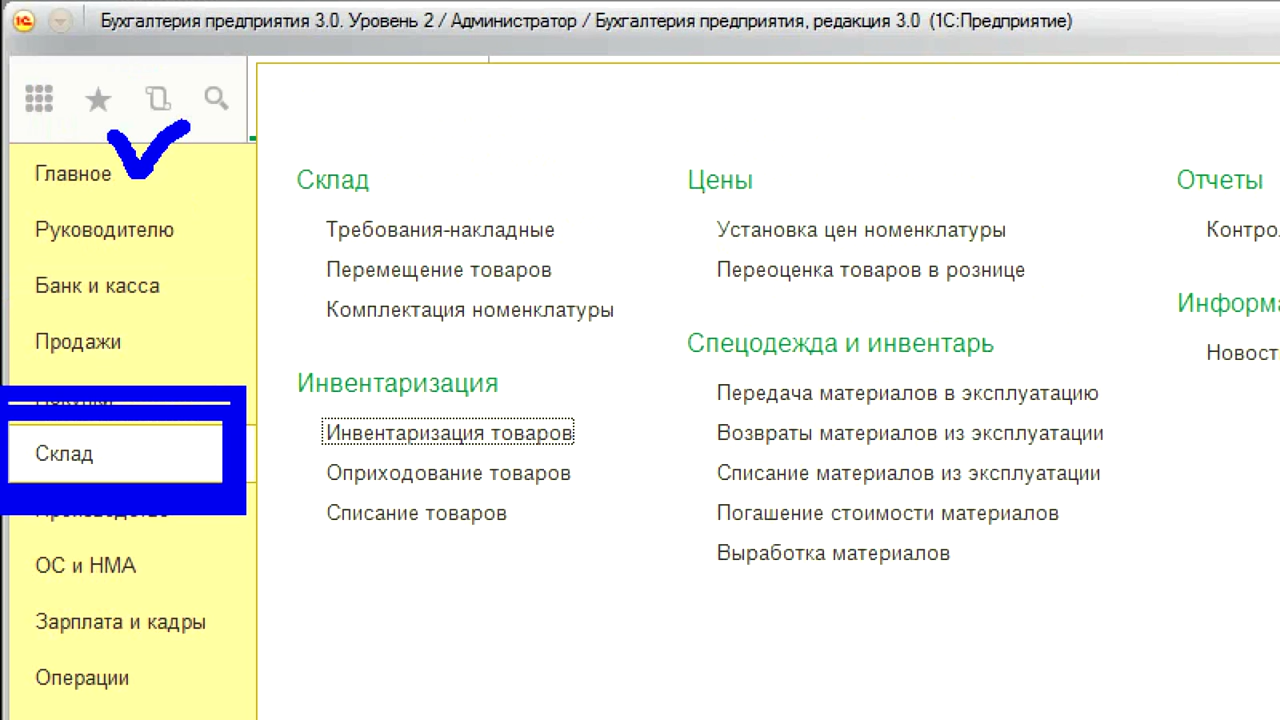 Бухгалтерия предприятия 3.0. Уровень 2 / Администратор / Бухгалтерия предприятия, редакция 3.0 (1С:Предприятие)
Главное
Руководителю
Банк и касса
Продажи
Склад
ОС и НМА
Зарплата и кадры
Операции
Склад
Требования-накладные
Перемещение товаров
Комплектация номенклатуры
Инвентаризация
Инвентаризация товаров
Оприходование товаров
Списание товаров
Цены
Установка цен номенклатуры
Переоценка товаров в рознице
Спецодежда и инвентарь
Передача материалов в эксплуатацию
Возвраты материалов из эксплуатации
Списание материалов из эксплуатации
Погашение стоимости материалов
Выработка материалов
Отчеты
Контро
Информа
Новост